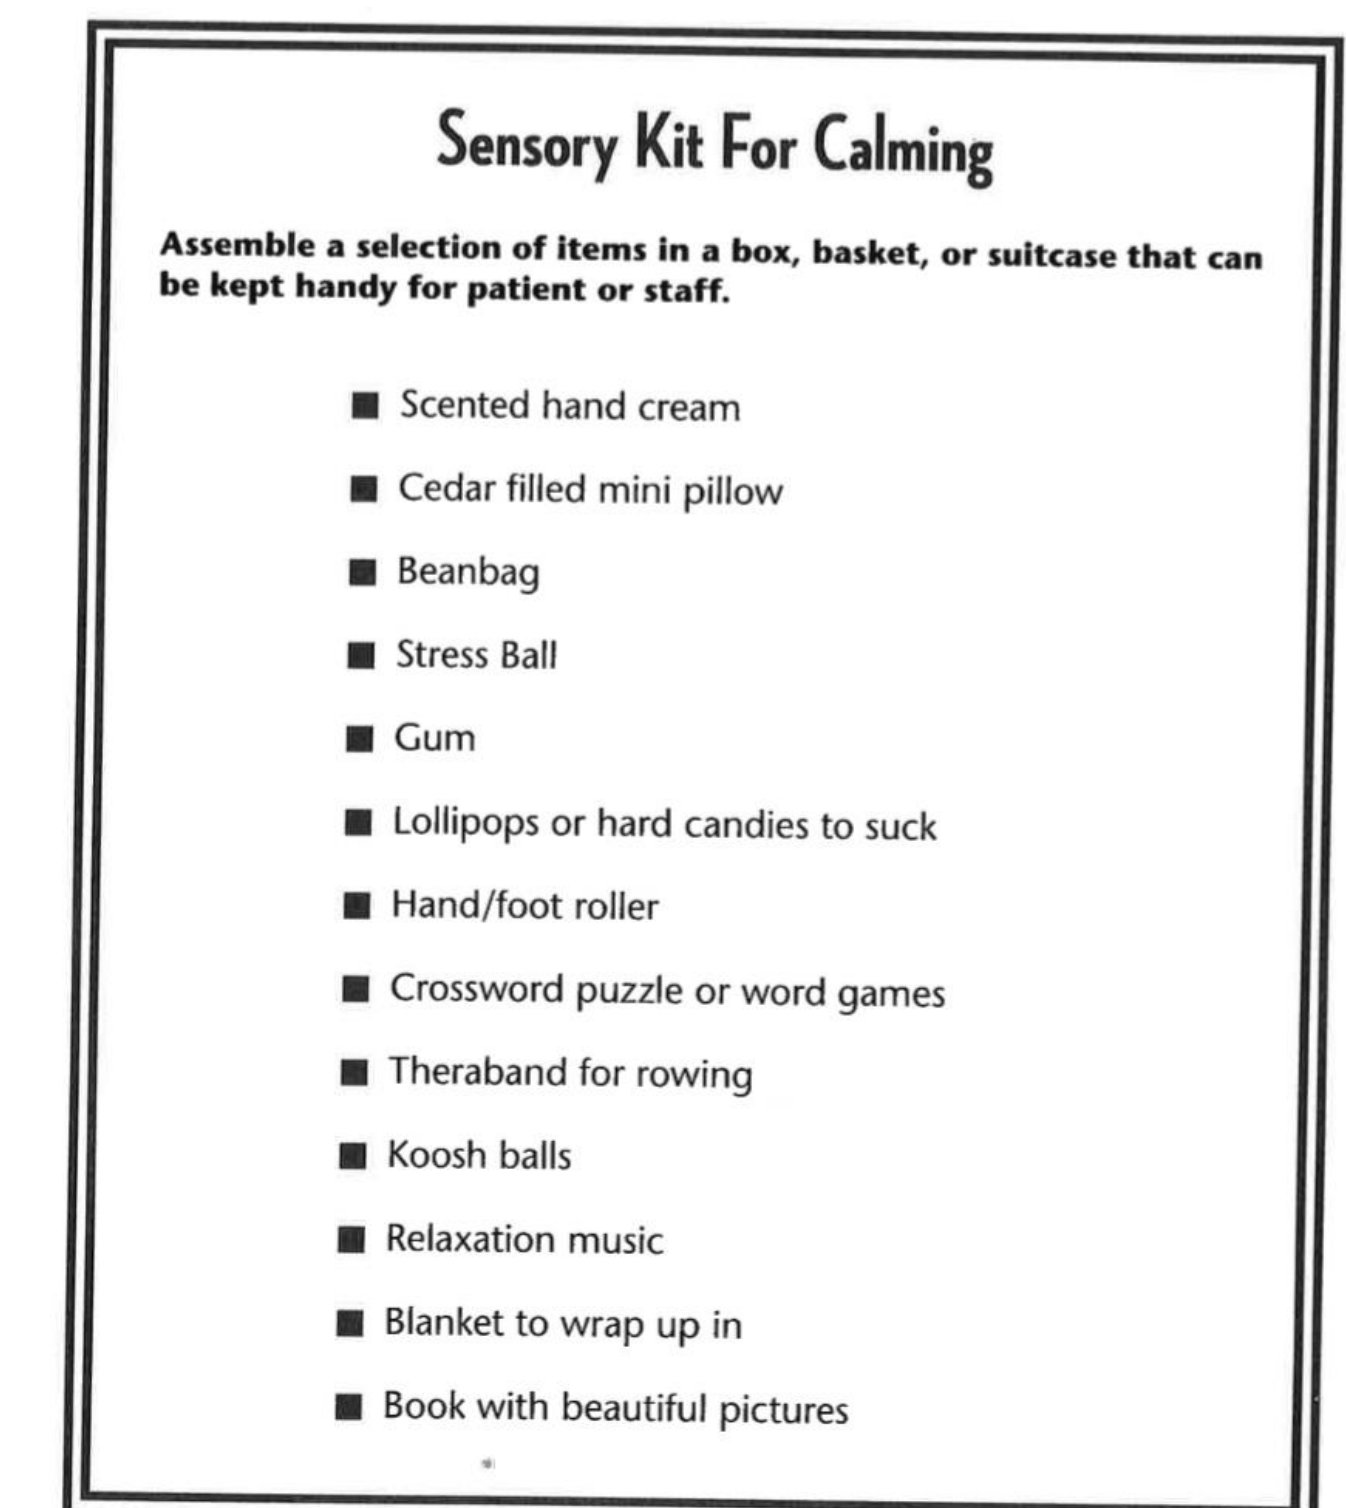 Sensory Kit For Calming
Assemble a selection of items in a box, basket, or suitcase that can
be kept handy for patient or staff.
■ Scented hand cream
■ Cedar filled mini pillow
■ Beanbag
■ Stress Ball
■ Gum
■ Lollipops or hard candies to suck
■ Hand/foot roller
■ Crossword puzzle or word games
■ Theraband for rowing
■ Koosh balls
■ Relaxation music
■ Blanket to wrap up in
■ Book with beautiful pictures